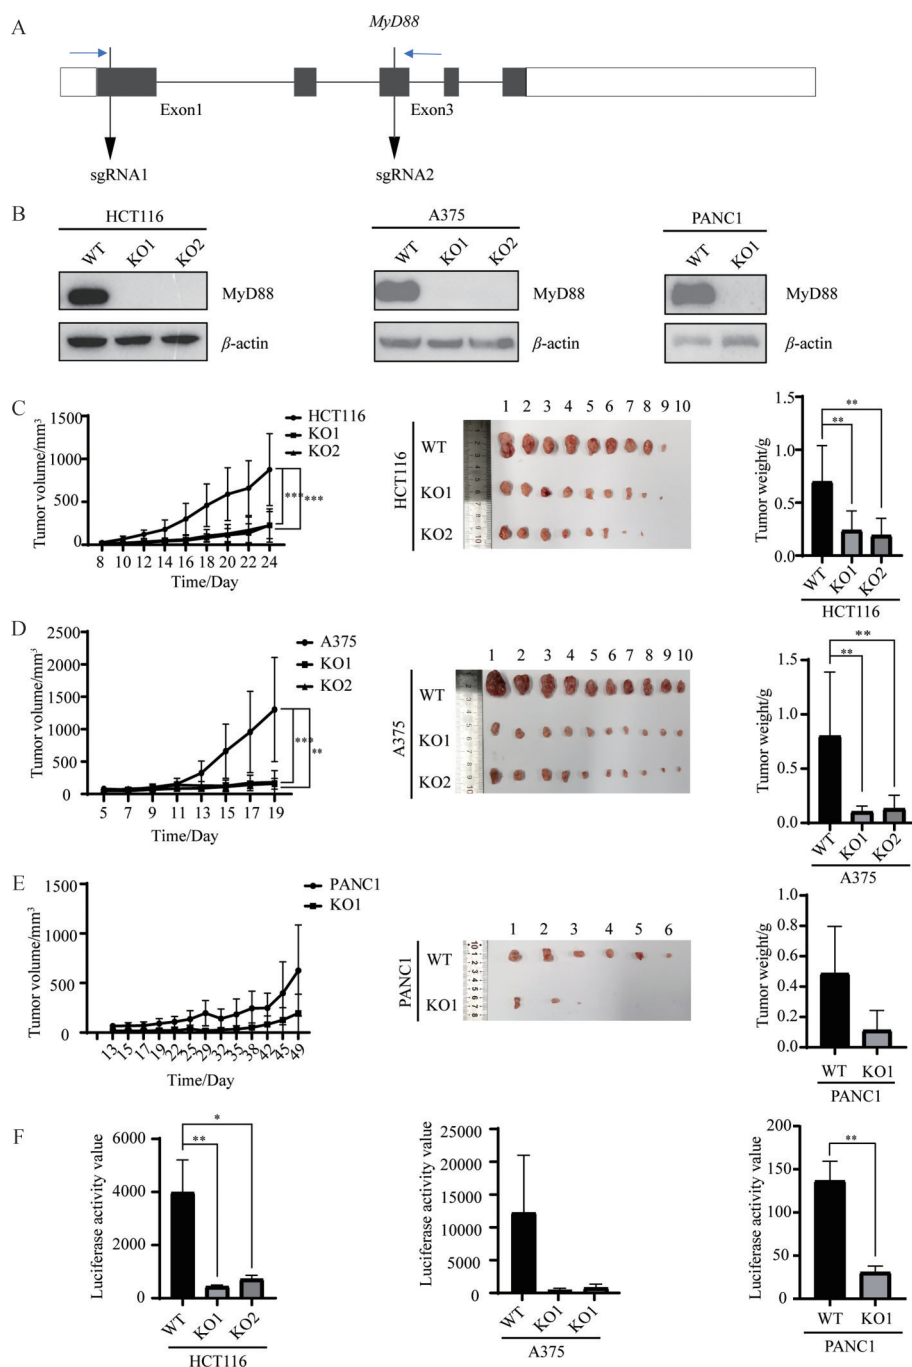 A
MyD88
Exon1
Exon3
sgRNA1
sgRNA2
B
HCT116
WT
KO1
KO2
MyD88
β-actin
A375
WT
KO1
KO2
MyD88
β-actin
PANC1
WT
KO1
MyD88
β-actin
C
Tumor volume/mm³
1500
1000
500
0
8 10 12 14 16 18 20 22 24
Time/Day
HCT116
KO1
KO2
***
***
HCT116
1 2 3 4 5 6 7 8 9 10
WT
KO1
KO2
Tumor weight/g
1.5
1.0
0.5
0.0
**
**
WT KO1 KO2
HCT116
D
Tumor volume/mm³
2500
2000
1500
1000
500
0
5 7 9 11 13 15 17 19
Time/Day
A375
KO1
KO2
***
**
A375
1 2 3 4 5 6 7 8 9 10
WT
KO1
KO2
Tumor weight/g
1.5
1.0
0.5
0.0
**
**
WT KO1 KO2
A375
E
Tumor volume/mm³
1500
1000
500
0
13 15 17 19 22 25 29 32 35 38 42 45 49
Time/Day
PANC1
KO1
PANC1
1 2 3 4 5 6
WT
KO1
Tumor weight/g
1.0
0.8
0.6
0.4
0.2
0.0
WT KO1
PANC1
F
Luciferase activity value
6000
4000
2000
0
*
**
WT KO1 KO2
HCT116
Luciferase activity value
25000
20000
15000
10000
5000
0
WT KO1 KO1
A375
Luciferase activity value
200
150
100
50
0
**
WT KO1
PANC1